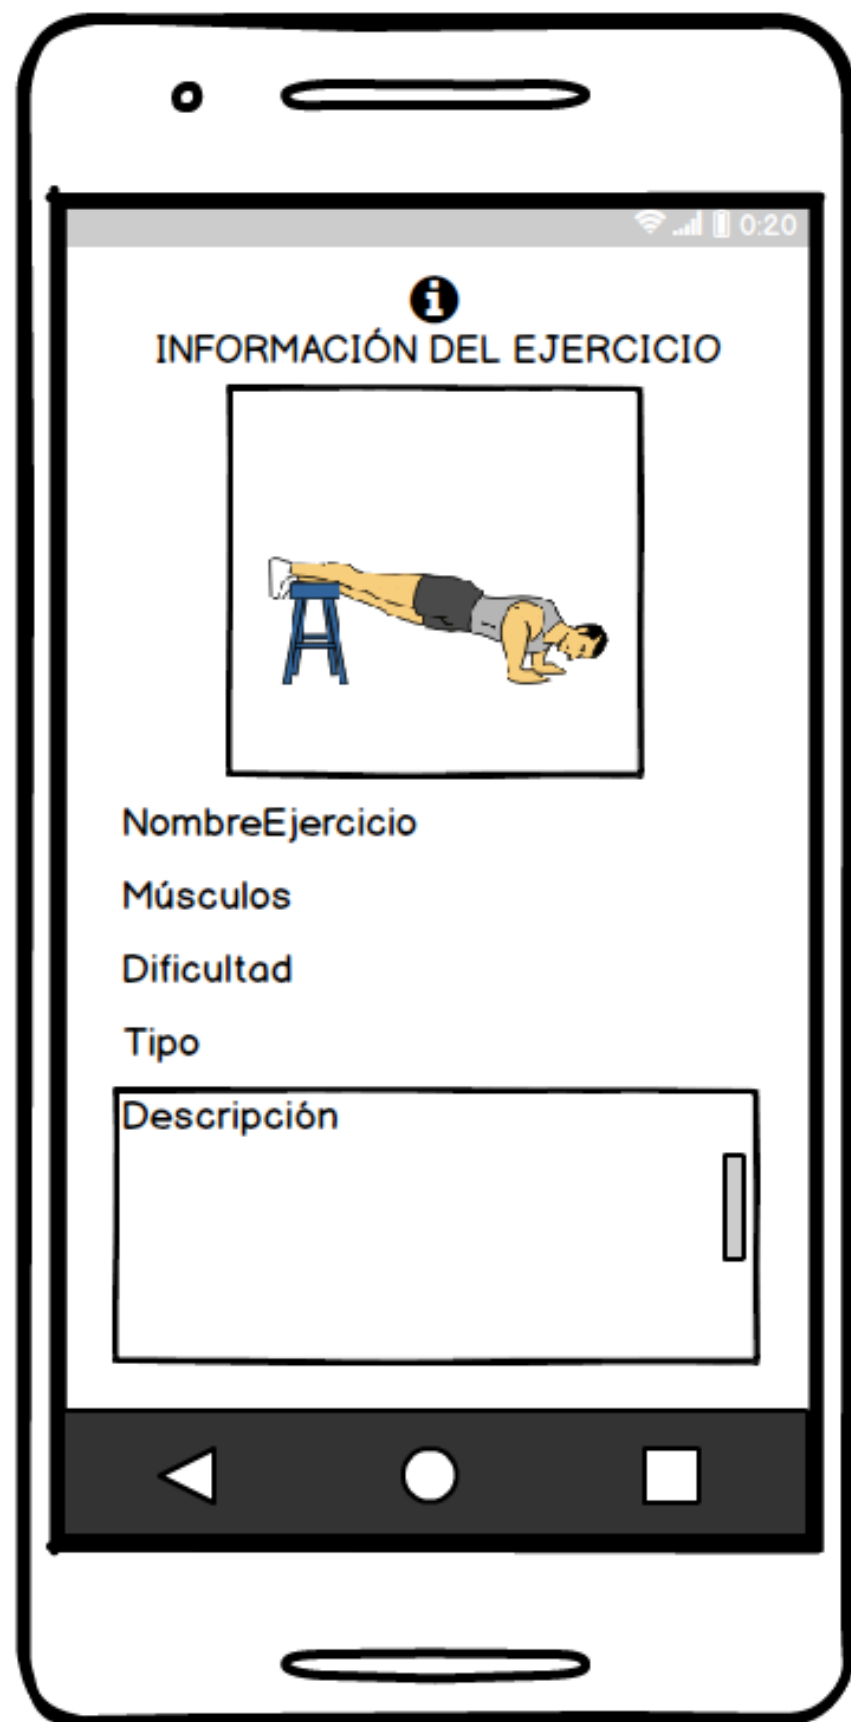 0:20
INFORMACIÓN DEL EJERCICIO
NombreEjercicio
Músculos
Dificultad
Tipo
Descripción